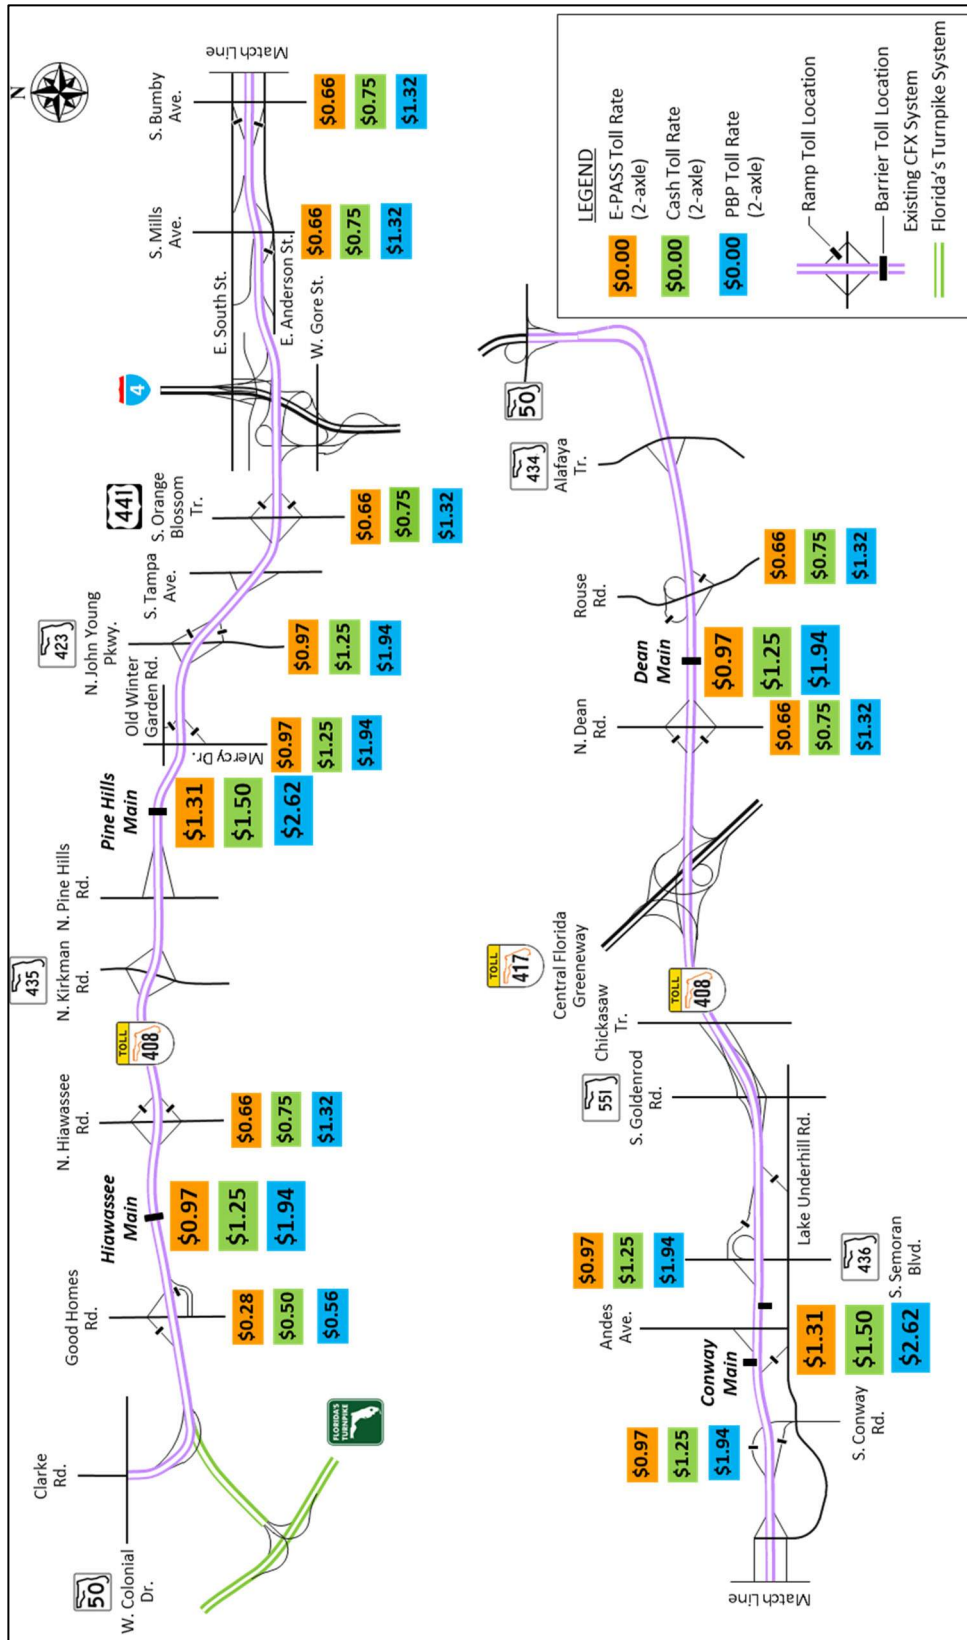 N
W. Colonial
Dr.
50
Clarke
Rd.
FLORIDA'S
TURNPIKE
Good Homes
Rd.
$0.28
$0.50
$0.56
Hiawassee
Main
$0.97
$1.25
$1.94
N. Hiawassee
Rd.
$0.66
$0.75
$1.32
TOLL
408
435
N. Kirkman
Rd.
N. Pine Hills
Rd.
Pine Hills
Main
$1.31
$1.50
$2.62
Old Winter
Garden Rd.
Mercy Dr.
$0.97
$1.25
$1.94
423
N. John Young
Pkwy.
$0.97
$1.25
$1.94
S. Tampa
Ave.
441
S. Orange
Blossom
Tr.
$0.66
$0.75
$1.32
4
E. South St.
E. Anderson St.
W. Gore St.
S. Mills
Ave.
$0.66
$0.75
$1.32
S. Bumby
Ave.
$0.66
$0.75
$1.32
Match Line
Match Line
$0.97
$1.25
$1.94
S. Conway
Rd.
Conway
Main
$1.31
$1.50
$2.62
Andes
Ave.
$0.97
$1.25
$1.94
436
S. Semoran
Blvd.
Lake Underhill Rd.
551
S. Goldenrod
Rd.
Chickasaw
Tr.
TOLL
408
TOLL
417
Central Florida
Greeneway
N. Dean
Rd.
$0.66
$0.75
$1.32
Dean
Main
$0.97
$1.25
$1.94
Rouse
Rd.
$0.66
$0.75
$1.32
434
Alafaya
Tr.
50
LEGEND
$0.00 E-PASS Toll Rate
(2-axle)
$0.00 Cash Toll Rate
(2-axle)
$0.00 PBP Toll Rate
(2-axle)
Ramp Toll Location
Barrier Toll Location
Existing CFX System
Florida's Turnpike System